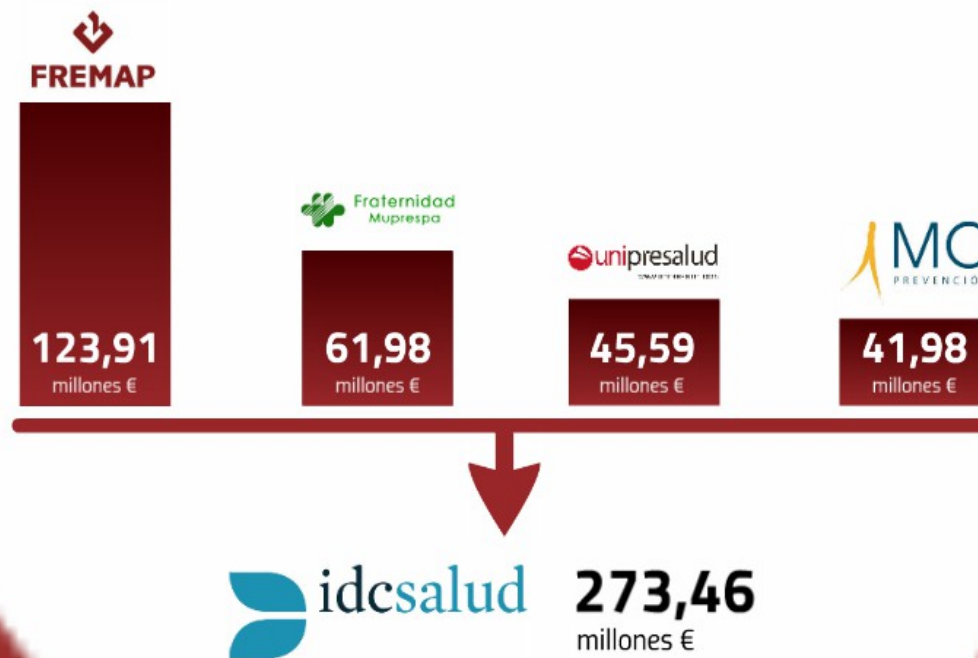 FREMAP
Fraternidad
Muprespa
unipresalud
MC
PREVENCIÓ
123,91
millones €
61,98
millones €
45,59
millones €
41,98
millones €
idcsalud
273,46
millones €